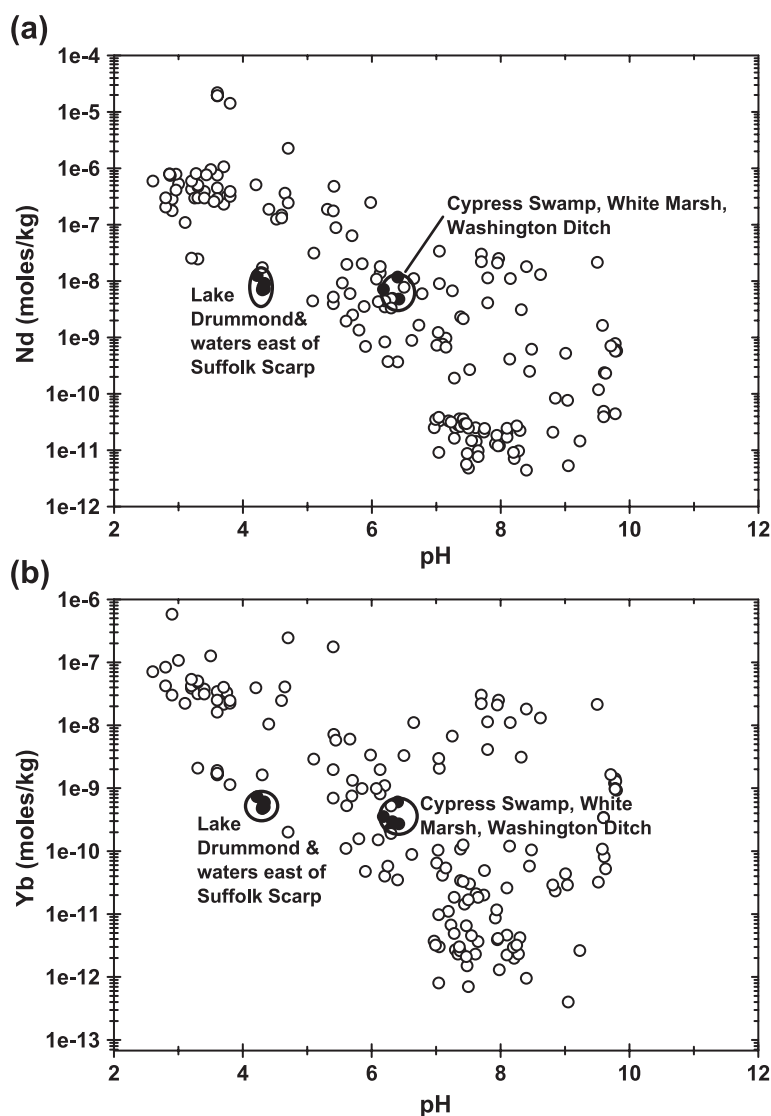 (a)
1e-4
1e-5
1e-6
1e-7
1e-8
1e-9
1e-10
1e-11
1e-12
Nd (moles/kg)
Cypress Swamp, White Marsh,
Washington Ditch
Lake
Drummond&
waters east of
Suffolk Scarp
2 4 6 8 10 12
pH
(b)
1e-6
1e-7
1e-8
1e-9
1e-10
1e-11
1e-12
1e-13
Yb (moles/kg)
Lake
Drummond &
waters east of
Suffolk Scarp
Cypress Swamp, White
Marsh, Washington Ditch
2 4 6 8 10 12
pH